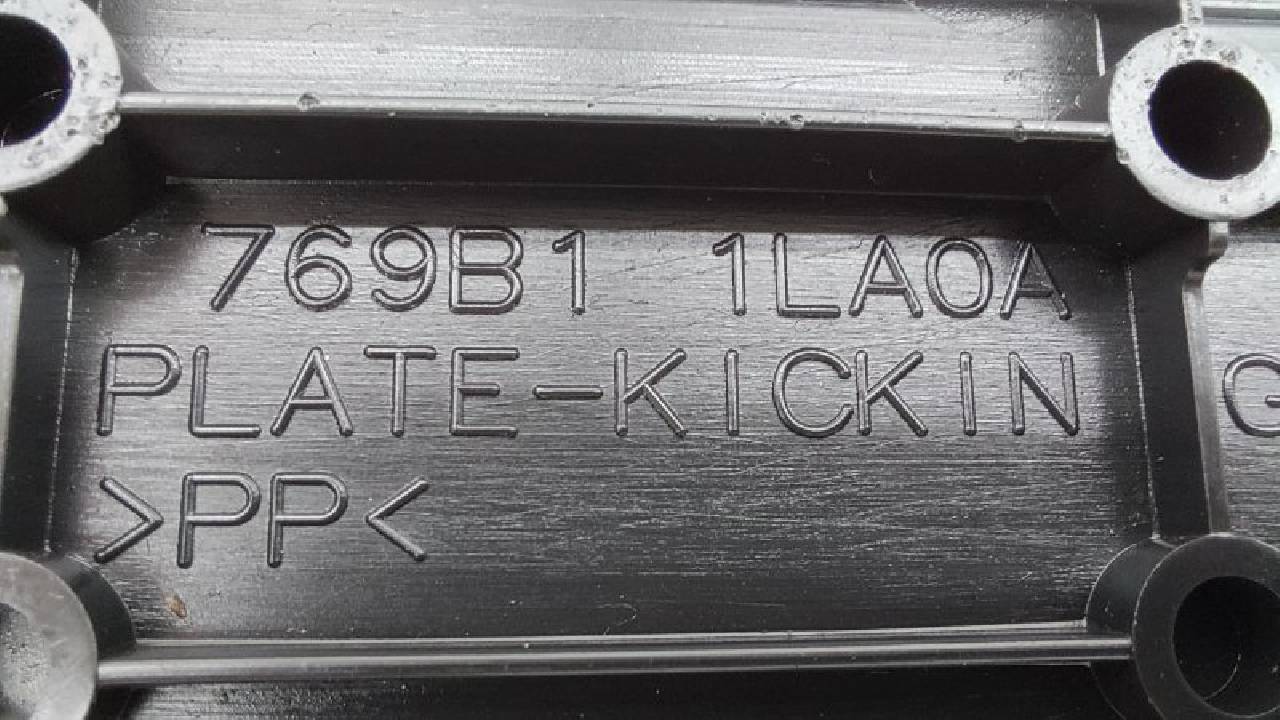 769B1 1LA0A
PLATE-KICKIN
>PP<
G